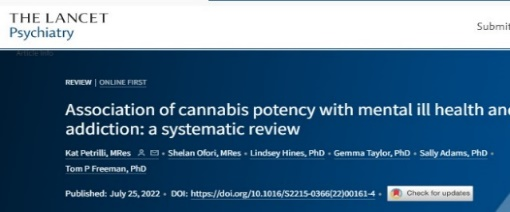 THE LANCET
Psychiatry
Submit
Article Info
REVIEW | ONLINE FIRST
Association of cannabis potency with mental ill health and
addiction: a systematic review
Kat Petrilli, MRes • Shelan Ofori, MRes • Lindsey Hines, PhD • Gemma Taylor, PhD • Sally Adams, PhD •
Tom P Freeman, PhD
Published: July 25, 2022 • DOI: https://doi.org/10.1016/S2215-0366(22)00161-4 • Check for updates